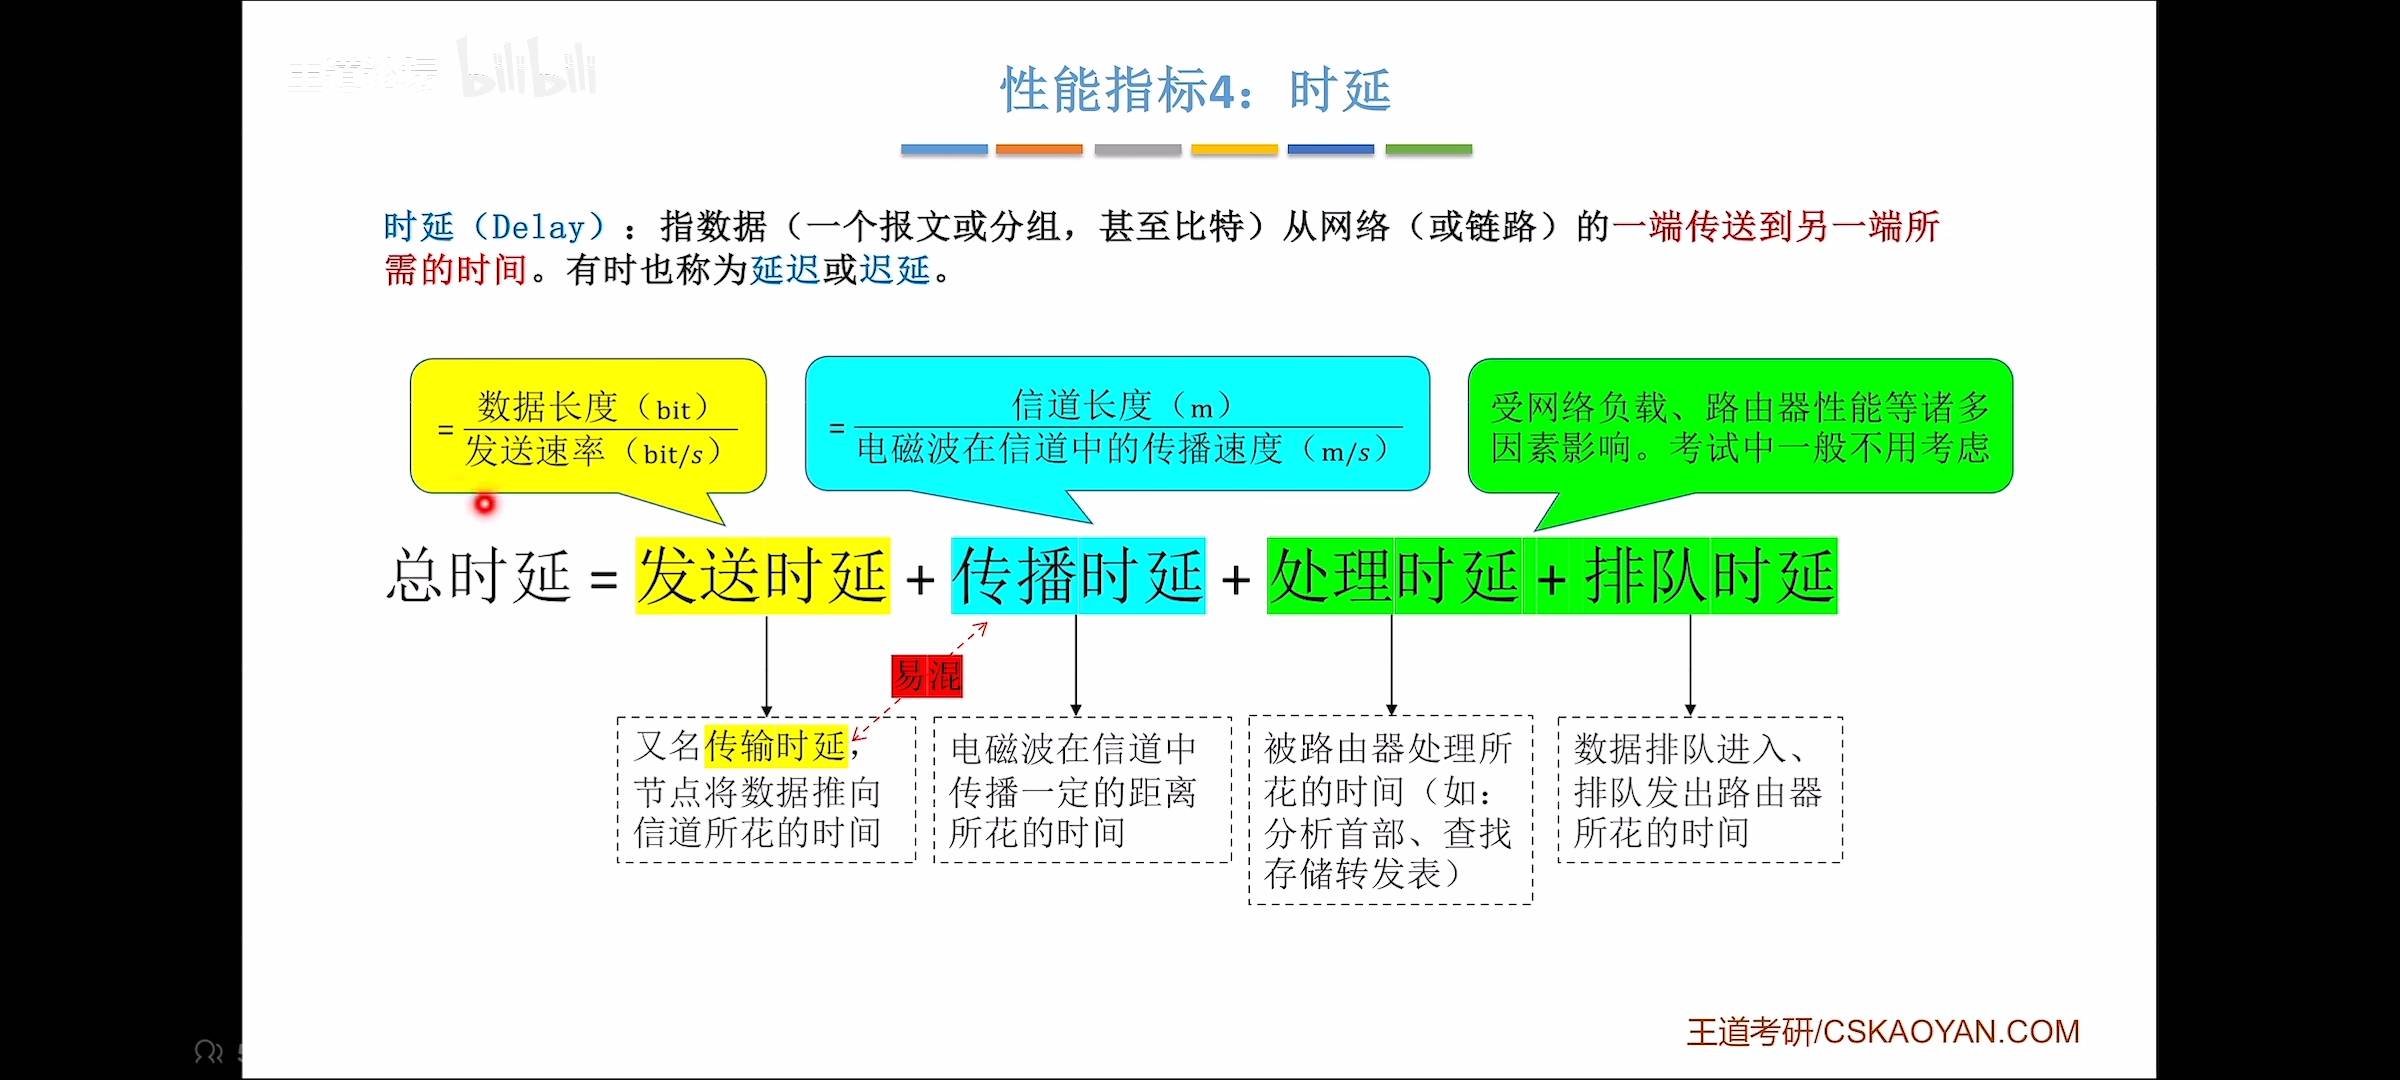 王道论坛 bilibili
性能指标4：时延
时延（Delay）：指数据（一个报文或分组，甚至比特）从网络（或链路）的一端传送到另一端所
需的时间。有时也称为延迟或迟延。
= 数据长度（bit） / 发送速率（bit/s）
= 信道长度（m） / 电磁波在信道中的传播速度（m/s）
受网络负载、路由器性能等诸多
因素影响。考试中一般不用考虑
总时延 = 发送时延 + 传播时延 + 处理时延 + 排队时延
易混
又名传输时延，
节点将数据推向
信道所花的时间
电磁波在信道中
传播一定的距离
所花的时间
被路由器处理所
花的时间（如：
分析首部、查找
存储转发表）
数据排队进入、
排队发出路由器
所花的时间
王道考研/CSKAOYAN.COM